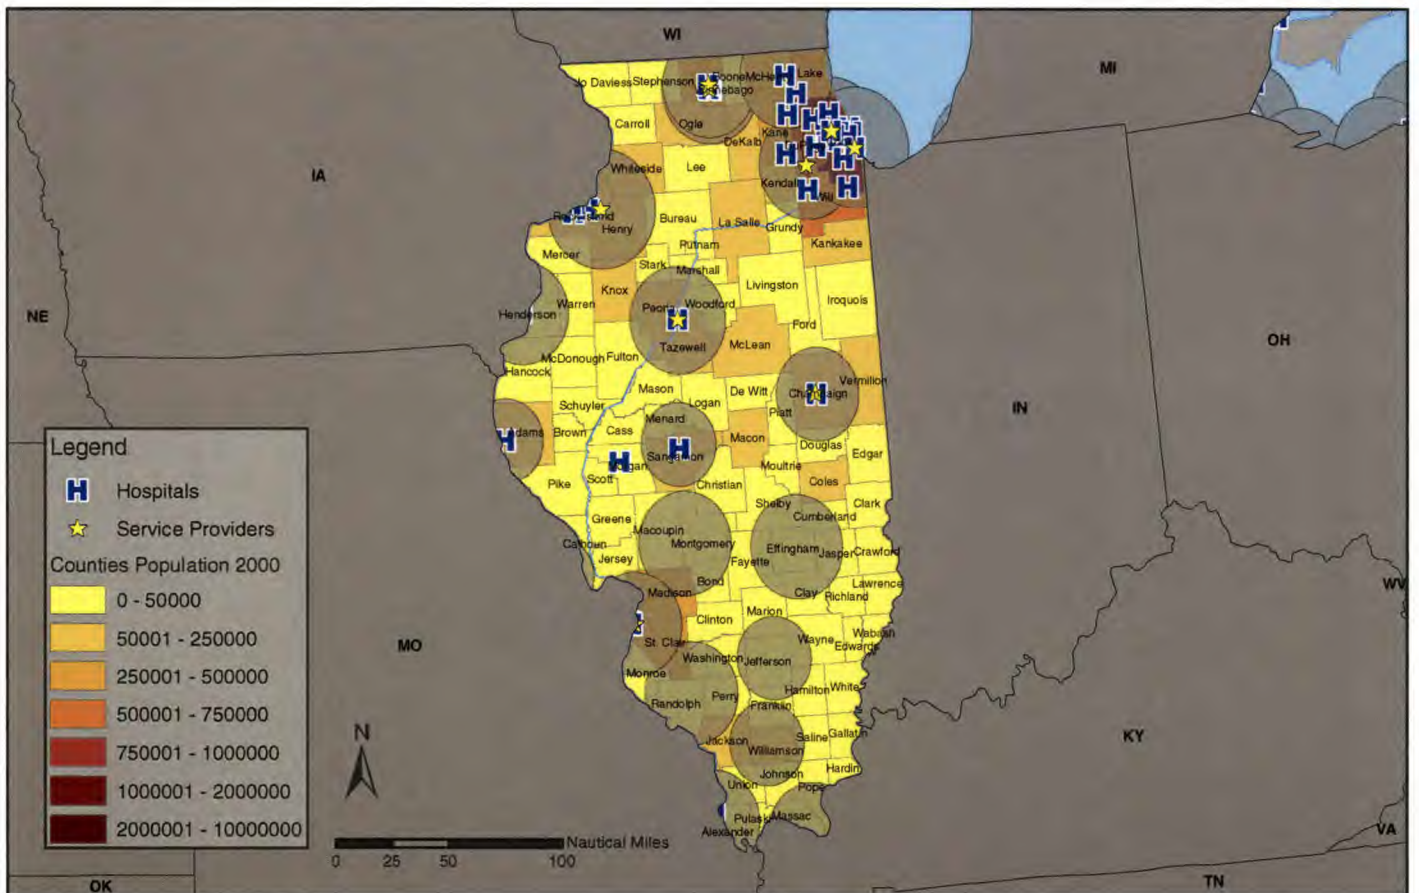 WI
MI
IA
NE
OH
IN
MO
KY
WV
VA
TN
OK
Jo Daviess
Stephenson
Boone
McHenry
Lake
Carroll
Ogle
Kane
DeKalb
Whiteside
Lee
Kendall
Will
Henry
Bureau
La Salle
Grundy
Putnam
Kankakee
Mercer
Stark
Marshall
Knox
Livingston
Warren
Peoria
Woodford
Iroquois
Henderson
Ford
McLean
Tazewell
McDonough
Fulton
Hancock
Vermilion
Mason
De Witt
Champaign
Logan
Schuyler
Piatt
Menard
Cass
Adams
Brown
Macon
Douglas
Edgar
Sangamon
Morgan
Moultrie
Scott
Pike
Christian
Coles
Shelby
Clark
Greene
Cumberland
Macoupin
Calhoun
Montgomery
Effingham
Jasper
Crawford
Jersey
Fayette
Bond
Lawrence
Madison
Clay
Richland
Marion
Clinton
Wayne
Wabash
Edwards
St. Clair
Washington
Jefferson
Monroe
Hamilton
White
Perry
Randolph
Franklin
Jackson
Saline
Gallatin
Williamson
Hardin
Johnson
Union
Pope
Pulaski
Massac
Alexander
Legend
H Hospitals
Service Providers
Counties Population 2000
0 - 50000
50001 - 250000
250001 - 500000
500001 - 750000
750001 - 1000000
1000001 - 2000000
2000001 - 10000000
N
Nautical Miles
0 25 50 100